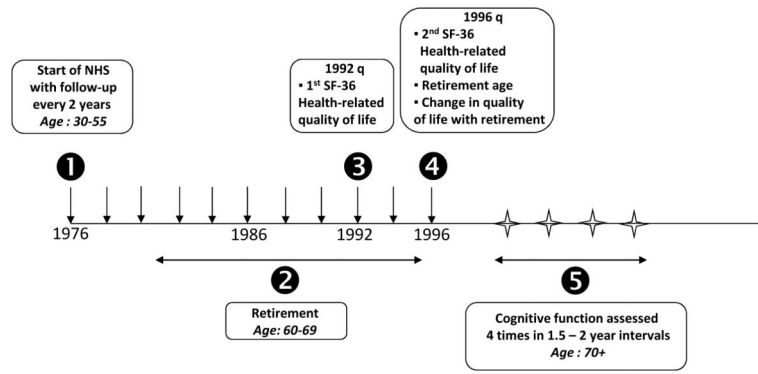 1996 q
▪ 2nd SF-36
Health-related
quality of life
▪ Retirement age
▪ Change in quality
of life with retirement
1992 q
▪ 1st SF-36
Health-related
quality of life
Start of NHS
with follow-up
every 2 years
Age : 30-55
1
3
4
1976
1986
1992
1996
2
5
Retirement
Age: 60-69
Cognitive function assessed
4 times in 1.5 – 2 year intervals
Age : 70+